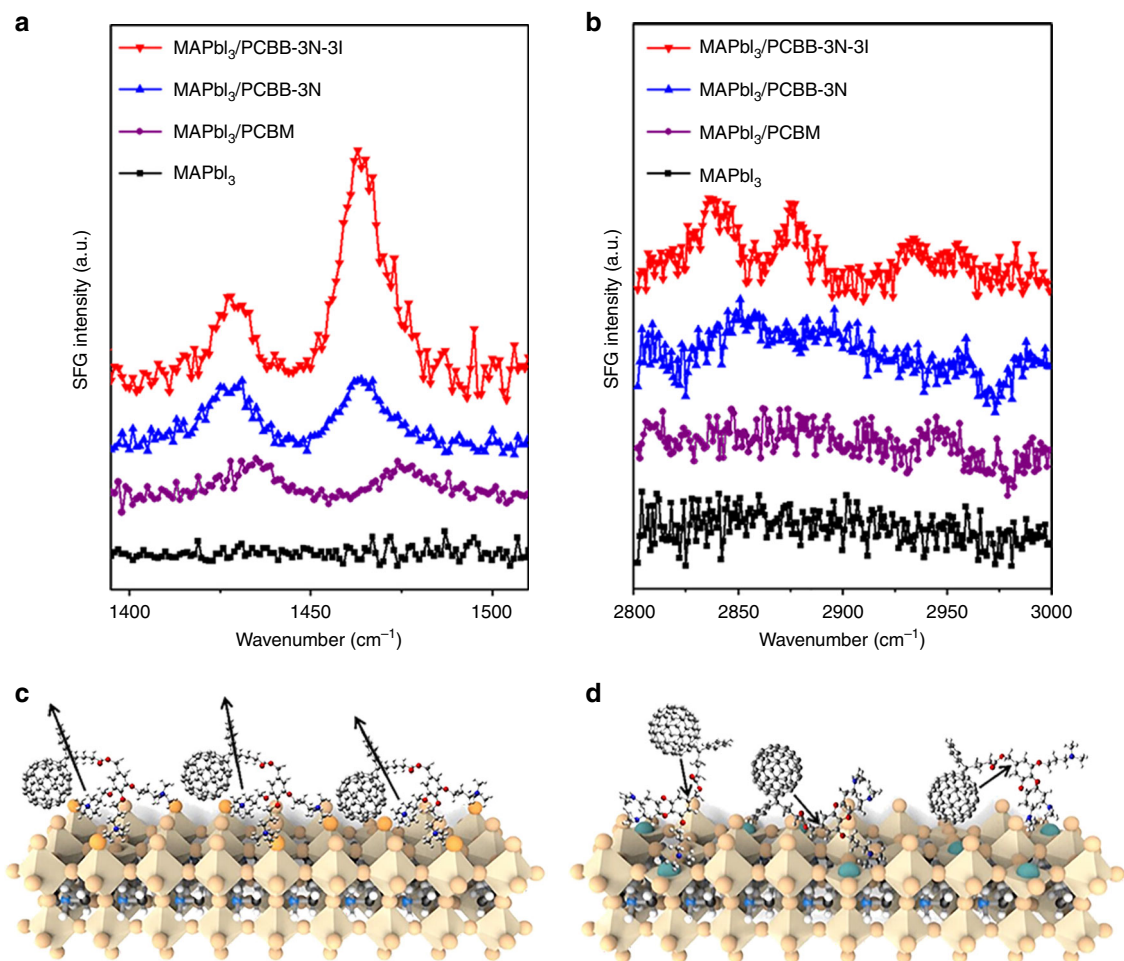 a
MAPbI₃/PCBB-3N-3I
MAPbI₃/PCBB-3N
MAPbI₃/PCBM
MAPbI₃
SFG intensity (a.u.)
1400
1450
1500
Wavenumber (cm⁻¹)
b
MAPbI₃/PCBB-3N-3I
MAPbI₃/PCBB-3N
MAPbI₃/PCBM
MAPbI₃
SFG intensity (a.u.)
2800
2850
2900
2950
3000
Wavenumber (cm⁻¹)
c
d